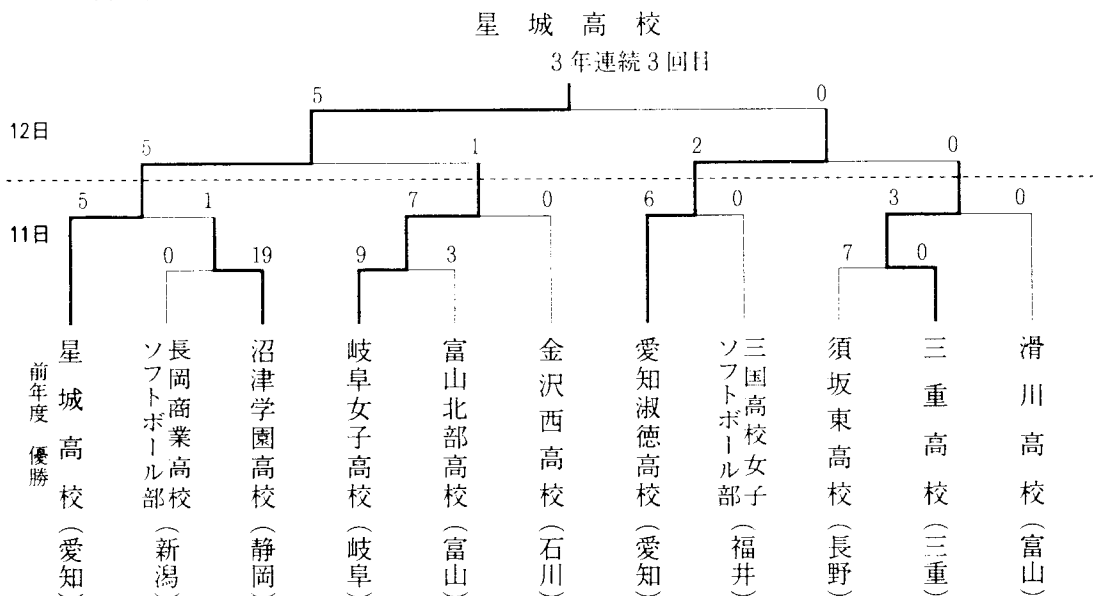 星城高校
3年連続3回目
5 0
12日
5 1 2 0
5 1 7 0 6 0 3 0
11日
0 19 9 3 7 0
前年度 優勝
星城高校（愛知）
長岡商業高校
ソフトボール部（新潟）
沼津学園高校（静岡）
岐阜女子高校（岐阜）
富山北部高校（富山）
金沢西高校（石川）
愛知淑徳高校（愛知）
三国高校女子
ソフトボール部（福井）
須坂東高校（長野）
三重高校（三重）
滑川高校（富山）